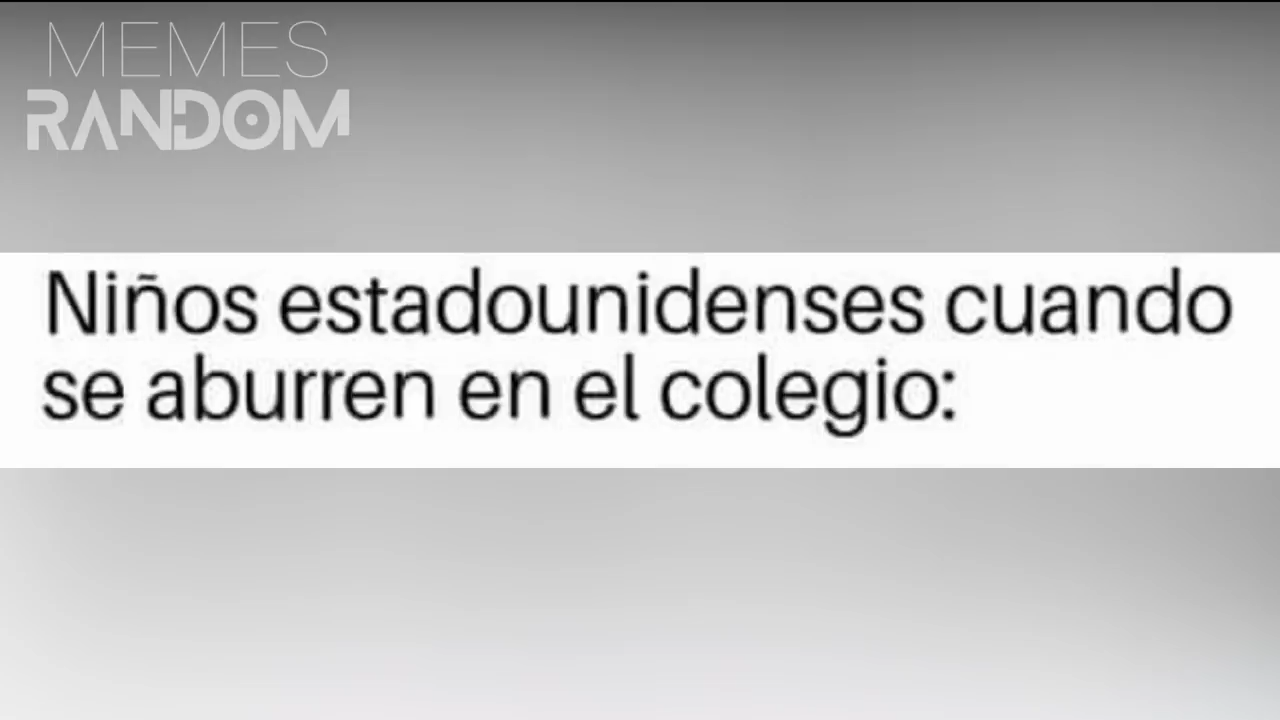 MEMES
RANDOM
Niños estadounidenses cuando
se aburren en el colegio: